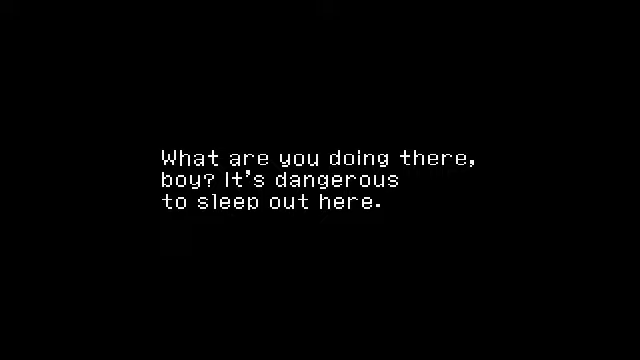 What are you doing there,
boy? It's dangerous
to sleep out here.